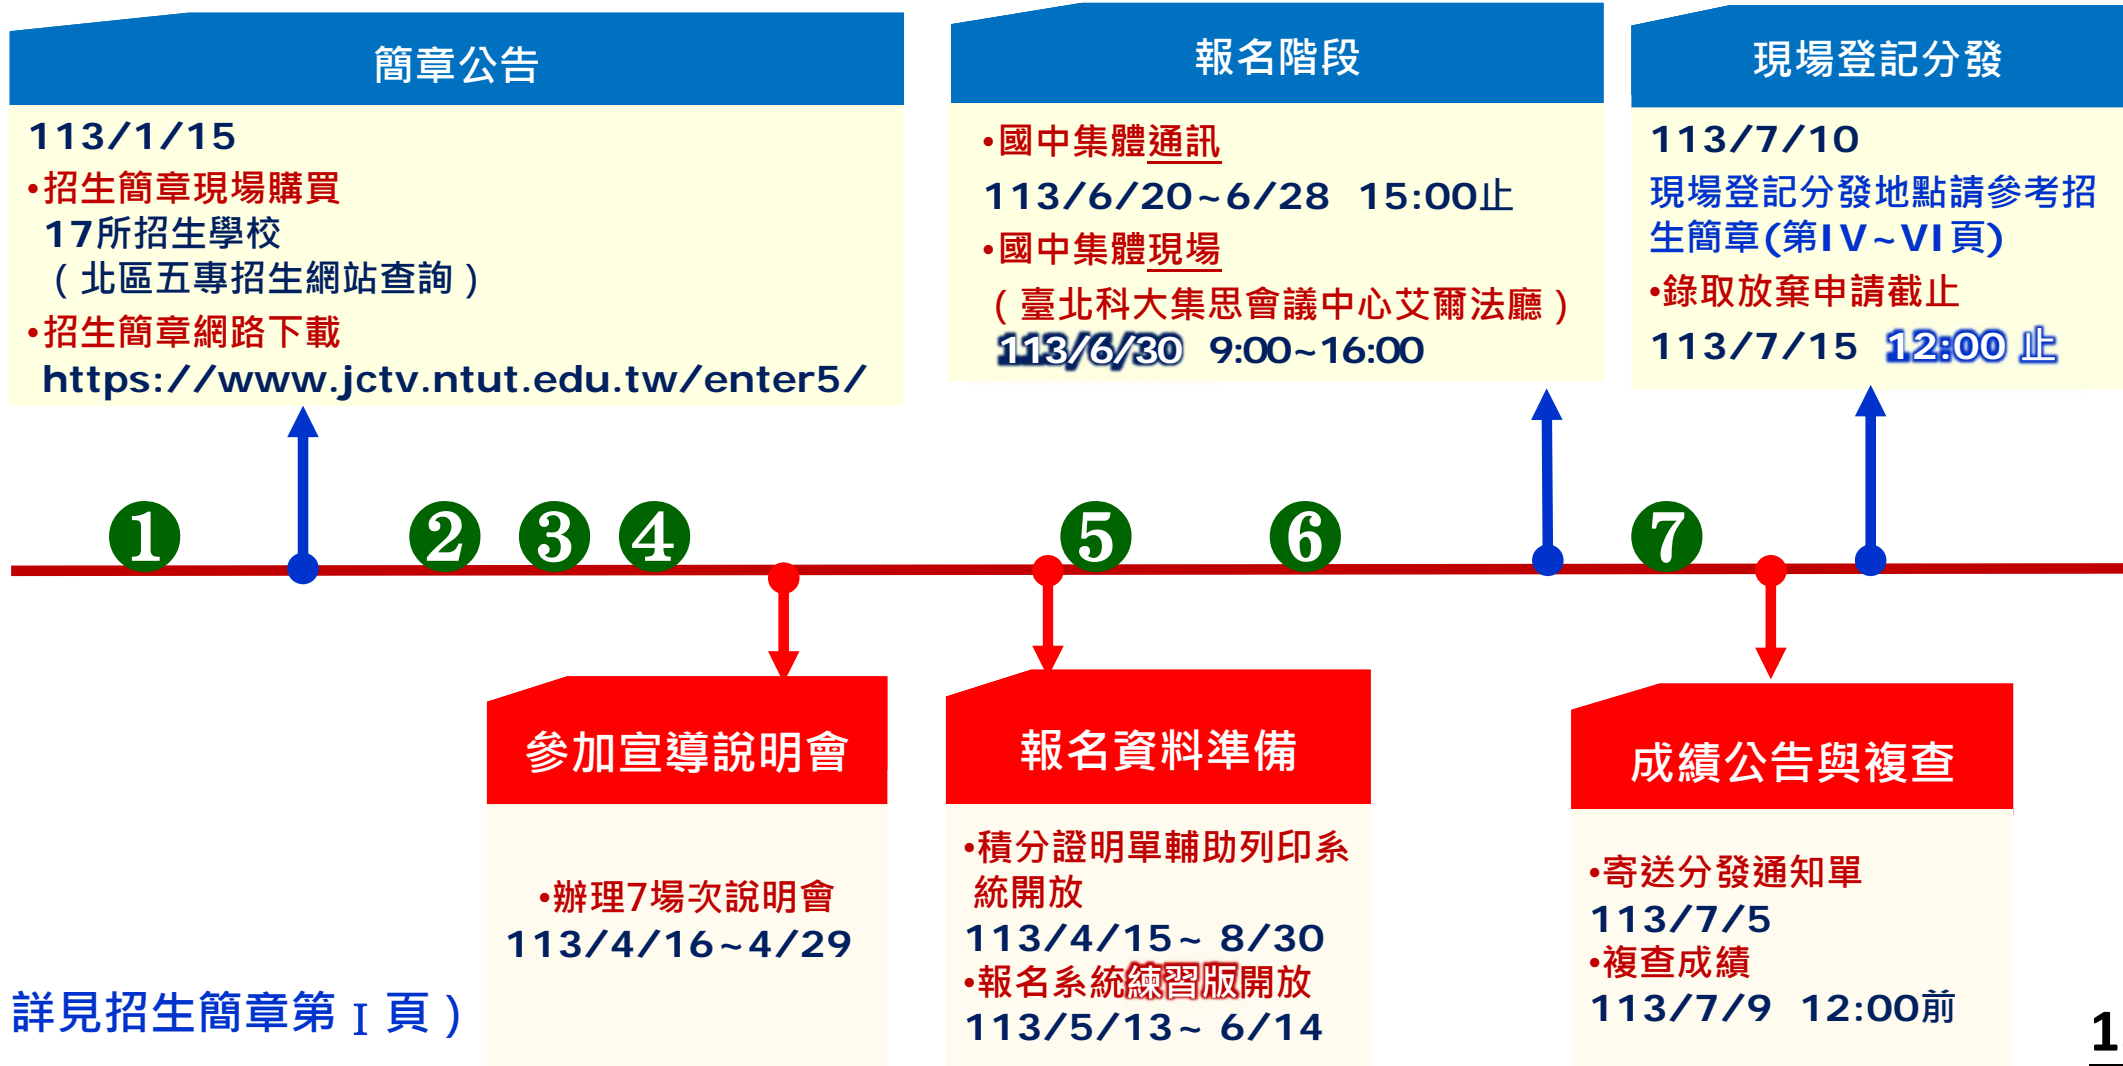 簡章公告
113/1/15
•招生簡章現場購買
17所招生學校
（北區五專招生網站查詢）
•招生簡章網路下載
https://www.jctv.ntut.edu.tw/enter5/
報名階段
•國中集體通訊
113/6/20~6/28 15:00止
•國中集體現場
（臺北科大集思會議中心艾爾法廳）
113/6/30 9:00~16:00
現場登記分發
113/7/10
現場登記分發地點請參考招
生簡章(第IV~VI頁)
•錄取放棄申請截止
113/7/15 12:00 止
1 2 3 4 5 6 7
參加宣導說明會
•辦理7場次說明會
113/4/16~4/29
報名資料準備
•積分證明單輔助列印系
統開放
113/4/15~ 8/30
•報名系統練習版開放
113/5/13~ 6/14
成績公告與複查
•寄送分發通知單
113/7/5
•複查成績
113/7/9 12:00前
詳見招生簡章第 I 頁）
1